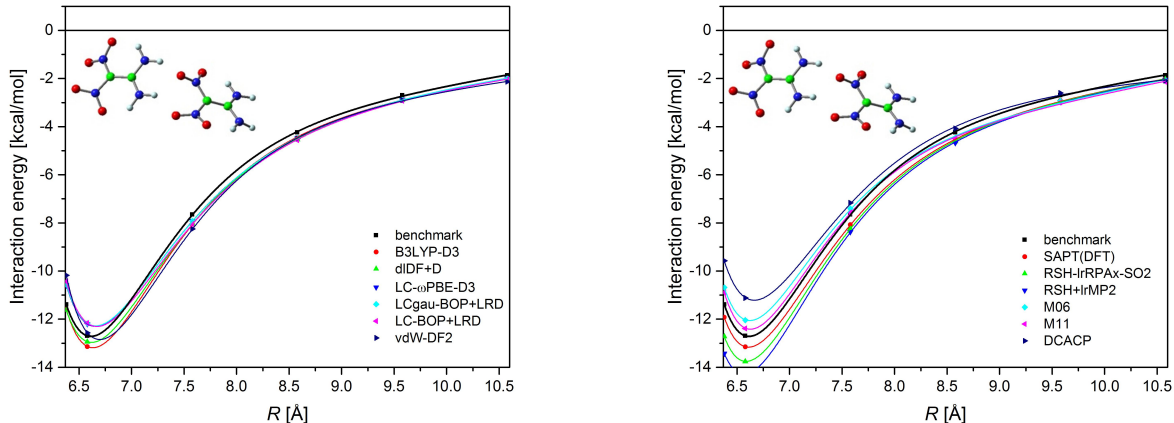 0
-2
-4
-6
-8
-10
-12
-14
Interaction energy [kcal/mol]
benchmark
B3LYP-D3
dlDF+D
LC-ωPBE-D3
LCgau-BOP+LRD
LC-BOP+LRD
vdW-DF2
6.5 7.0 7.5 8.0 8.5 9.0 9.5 10.0 10.5
R [Å]
0
-2
-4
-6
-8
-10
-12
-14
Interaction energy [kcal/mol]
benchmark
SAPT(DFT)
RSH-lrRPAx-SO2
RSH+lrMP2
M06
M11
DCACP
6.5 7.0 7.5 8.0 8.5 9.0 9.5 10.0 10.5
R [Å]